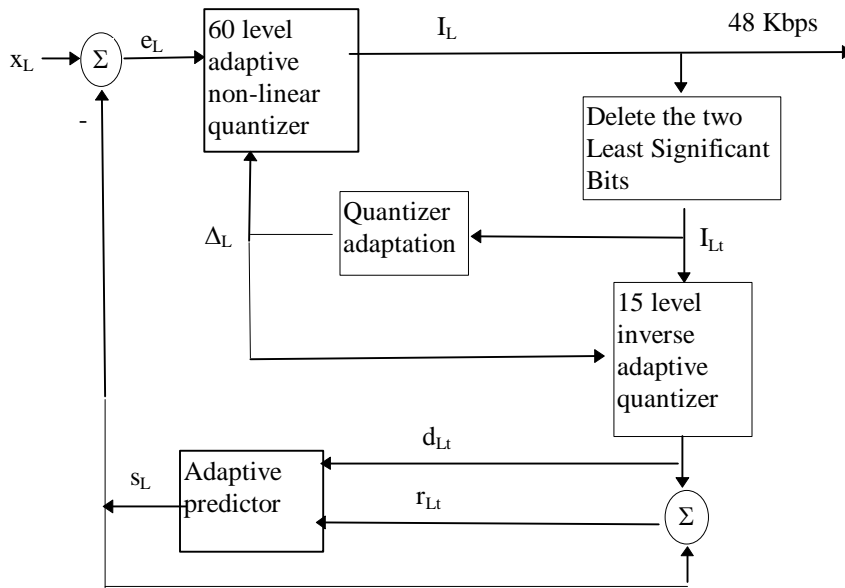 x_L
Σ
e_L
-
60 level
adaptive
non-linear
quantizer
I_L
48 Kbps
Delete the two
Least Significant
Bits
Quantizer
adaptation
Δ_L
I_Lt
15 level
inverse
adaptive
quantizer
d_Lt
Adaptive
predictor
s_L
r_Lt
Σ